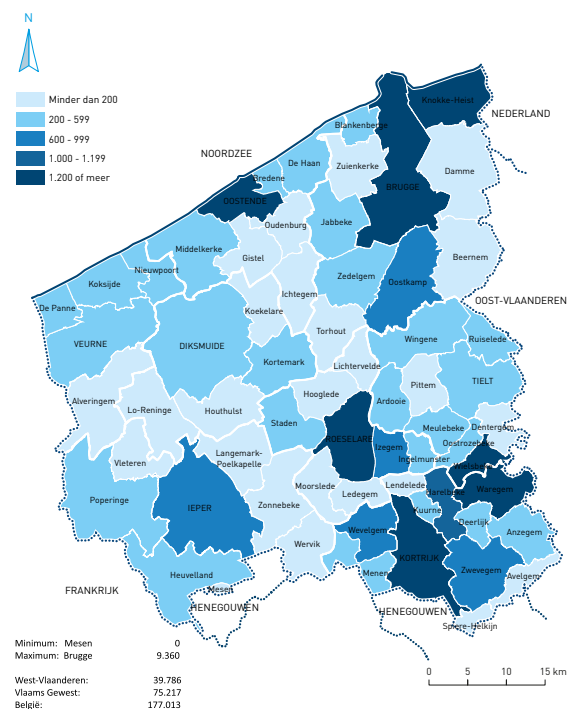 N
Minder dan 200
200 - 599
600 - 999
1.000 - 1.199
1.200 of meer
Knokke-Heist
NEDERLAND
Blankenberge
NOORDZEE
De Haan
Zuienkerke
Damme
Bredene
BRUGGE
OOSTENDE
Oudenburg
Jabbeke
Middelkerke
Gistel
Beernem
Nieuwpoort
Zedelgem
Oostkamp
Koksijde
Ichtegem
OOST-VLAANDEREN
De Panne
Koekelare
Torhout
Wingene
Ruiselede
VEURNE
DIKSMUIDE
Kortemark
Lichtervelde
TIELT
Pittem
Alveringem
Lo-Reninge
Houthulst
Hooglede
Ardooie
Staden
Meulebeke
Dentergem
ROESELARE
Izegem
Oostrozebeke
Langemark-
Poelkapelle
Ingelmunster
Vleteren
Wielsbeke
Moorslede
Lendelede
Ledegem
Harelbeke
Waregem
Poperinge
IEPER
Zonnebeke
Kuurne
Deerlijk
Wevelgem
Anzegem
Wervik
KORTRIJK
Heuvelland
Menen
Zwevegem
Avelgem
FRANKRIJK
Mesen
HENEGOUWEN
HENEGOUWEN
Spiere-Helkijn
Minimum: Mesen 0
Maximum: Brugge 9.360
West-Vlaanderen: 39.786
Vlaams Gewest: 75.217
België: 177.013
0 5 10 15 km